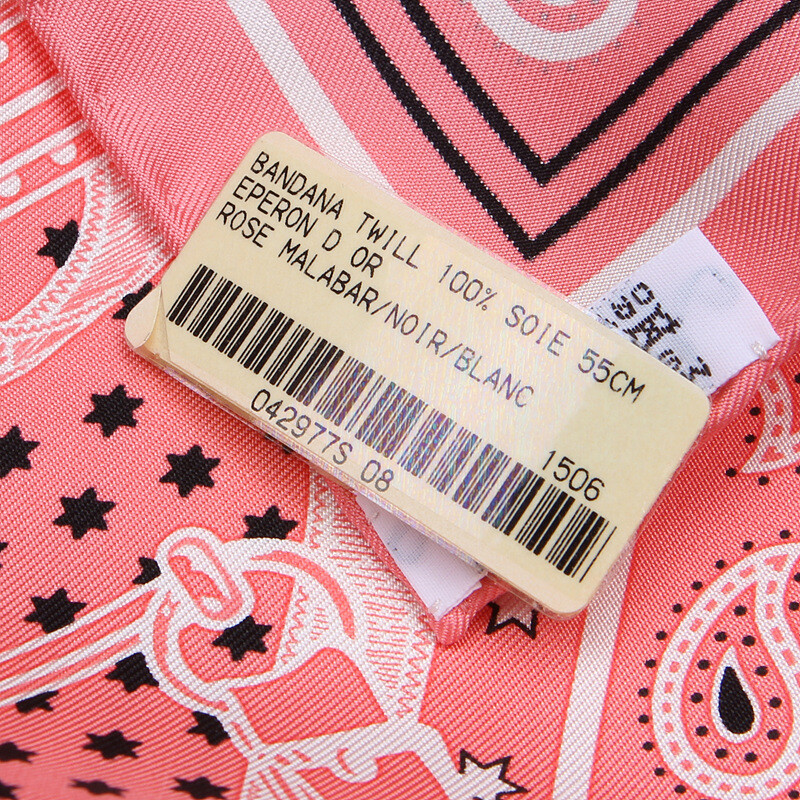 BANDANA TWILL 100% SOIE 55CM
EPERON D OR
ROSE MALABAR/NOIR/BLANC
1506
042977S 08